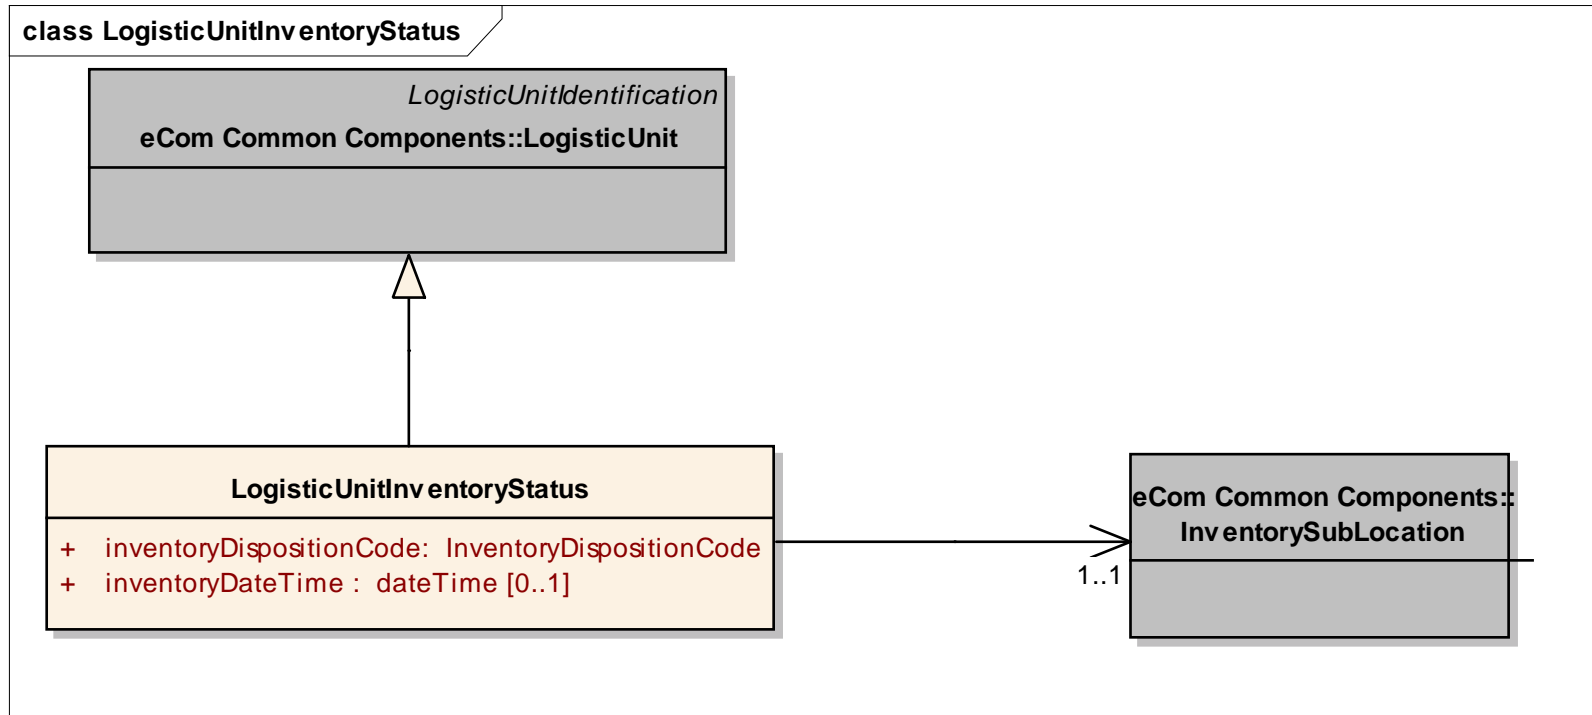 class LogisticUnitInventoryStatus
LogisticUnitIdentification
eCom Common Components::LogisticUnit
LogisticUnitInventoryStatus
+ inventoryDispositionCode: InventoryDispositionCode
+ inventoryDateTime : dateTime [0..1]
eCom Common Components::
InventorySubLocation
1..1